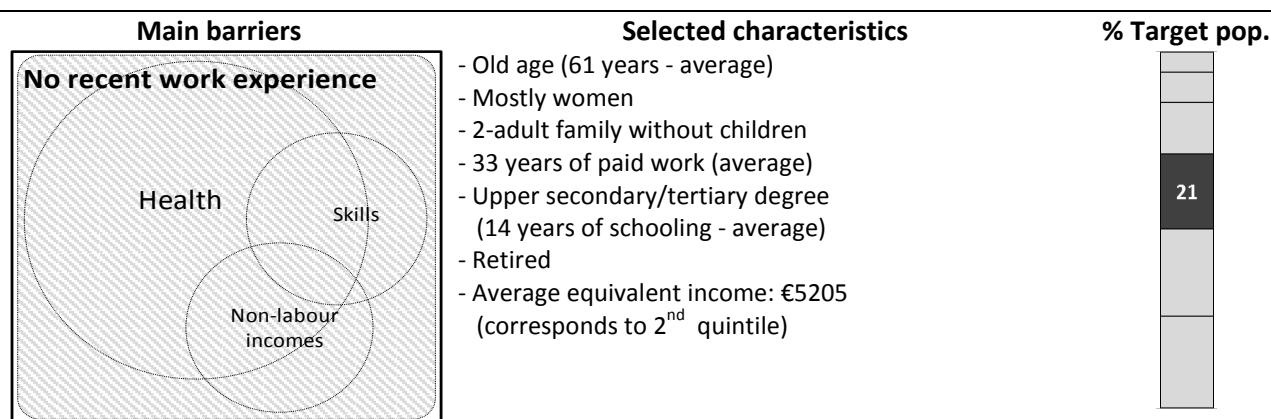 Main barriers
Selected characteristics
% Target pop.
No recent work experience
Health
Skills
Non-labour
incomes
- Old age (61 years - average)
- Mostly women
- 2-adult family without children
- 33 years of paid work (average)
- Upper secondary/tertiary degree
(14 years of schooling - average)
- Retired
- Average equivalent income: €5205
(corresponds to 2nd quintile)
21